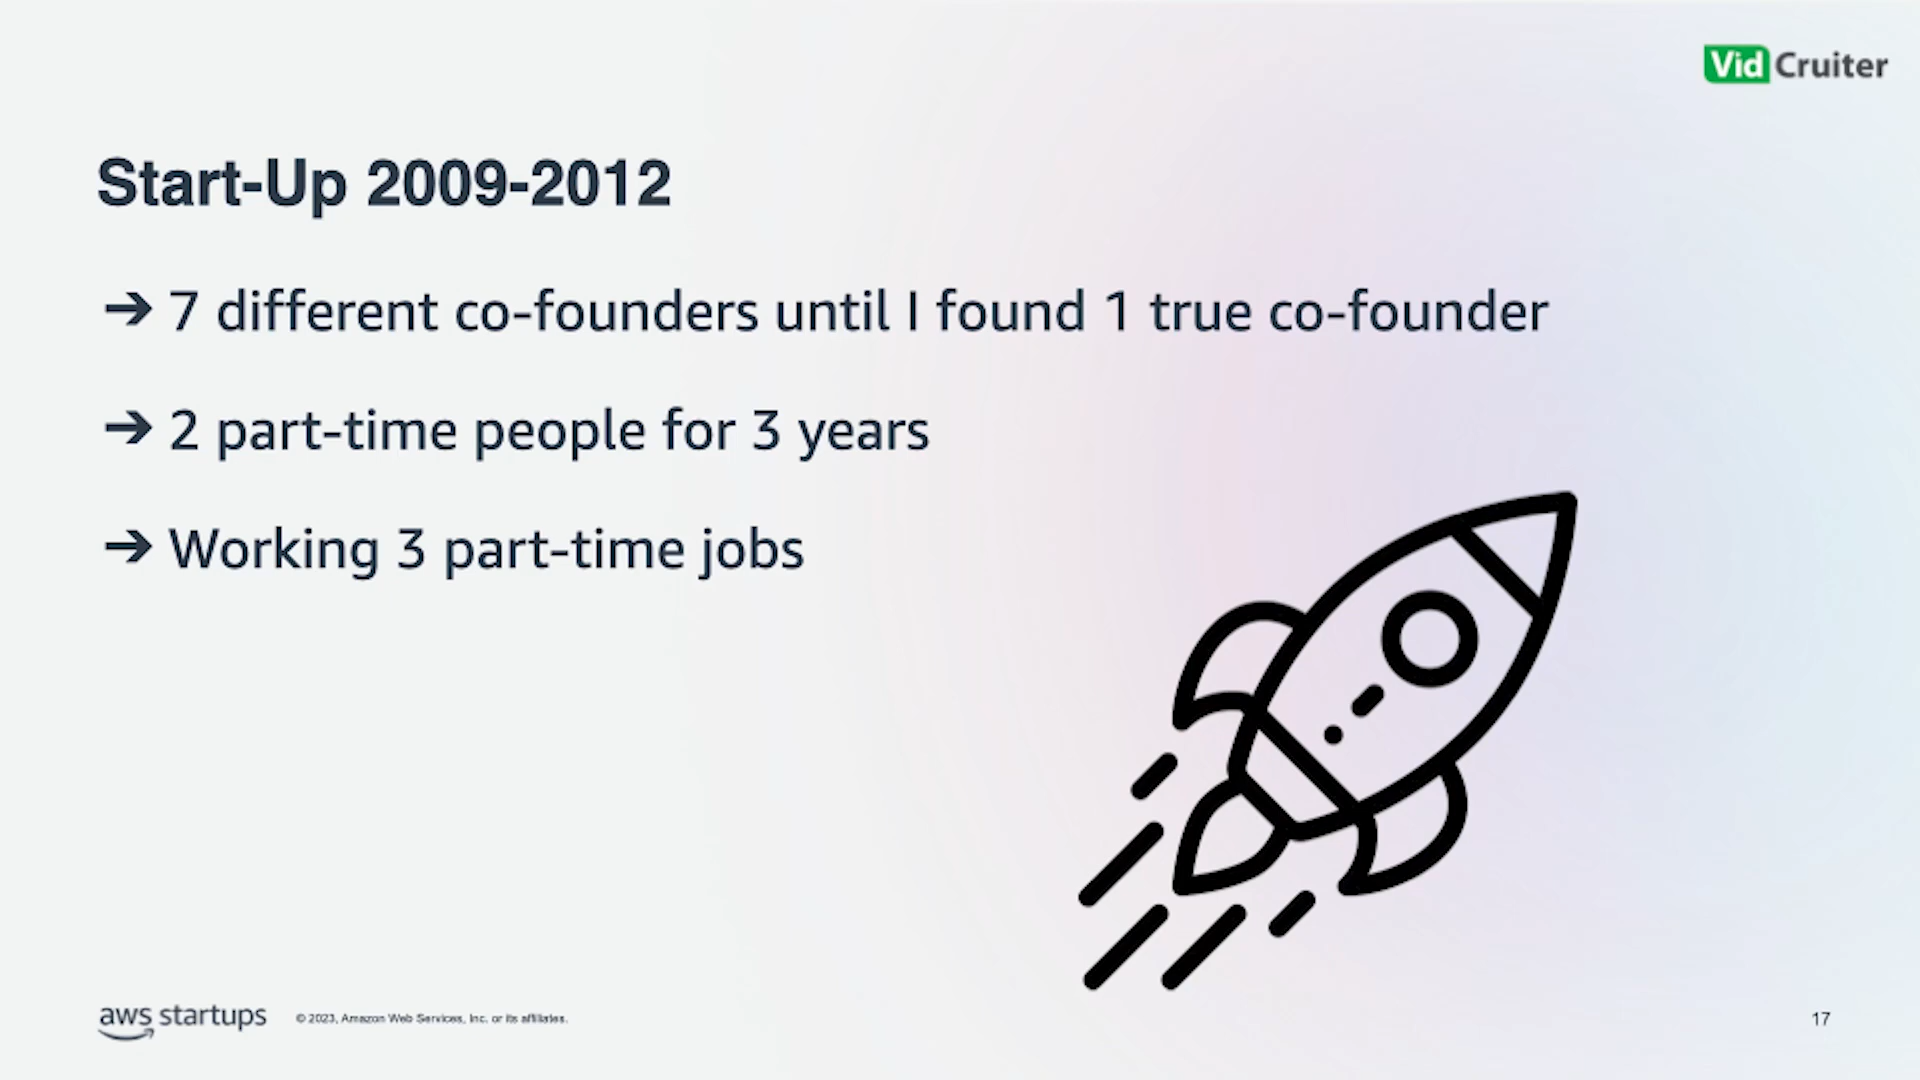 Vid Cruiter
Start-Up 2009-2012
➔ 7 different co-founders until I found 1 true co-founder
➔ 2 part-time people for 3 years
➔ Working 3 part-time jobs
aws startups
© 2023, Amazon Web Services, Inc. or its affiliates.
17